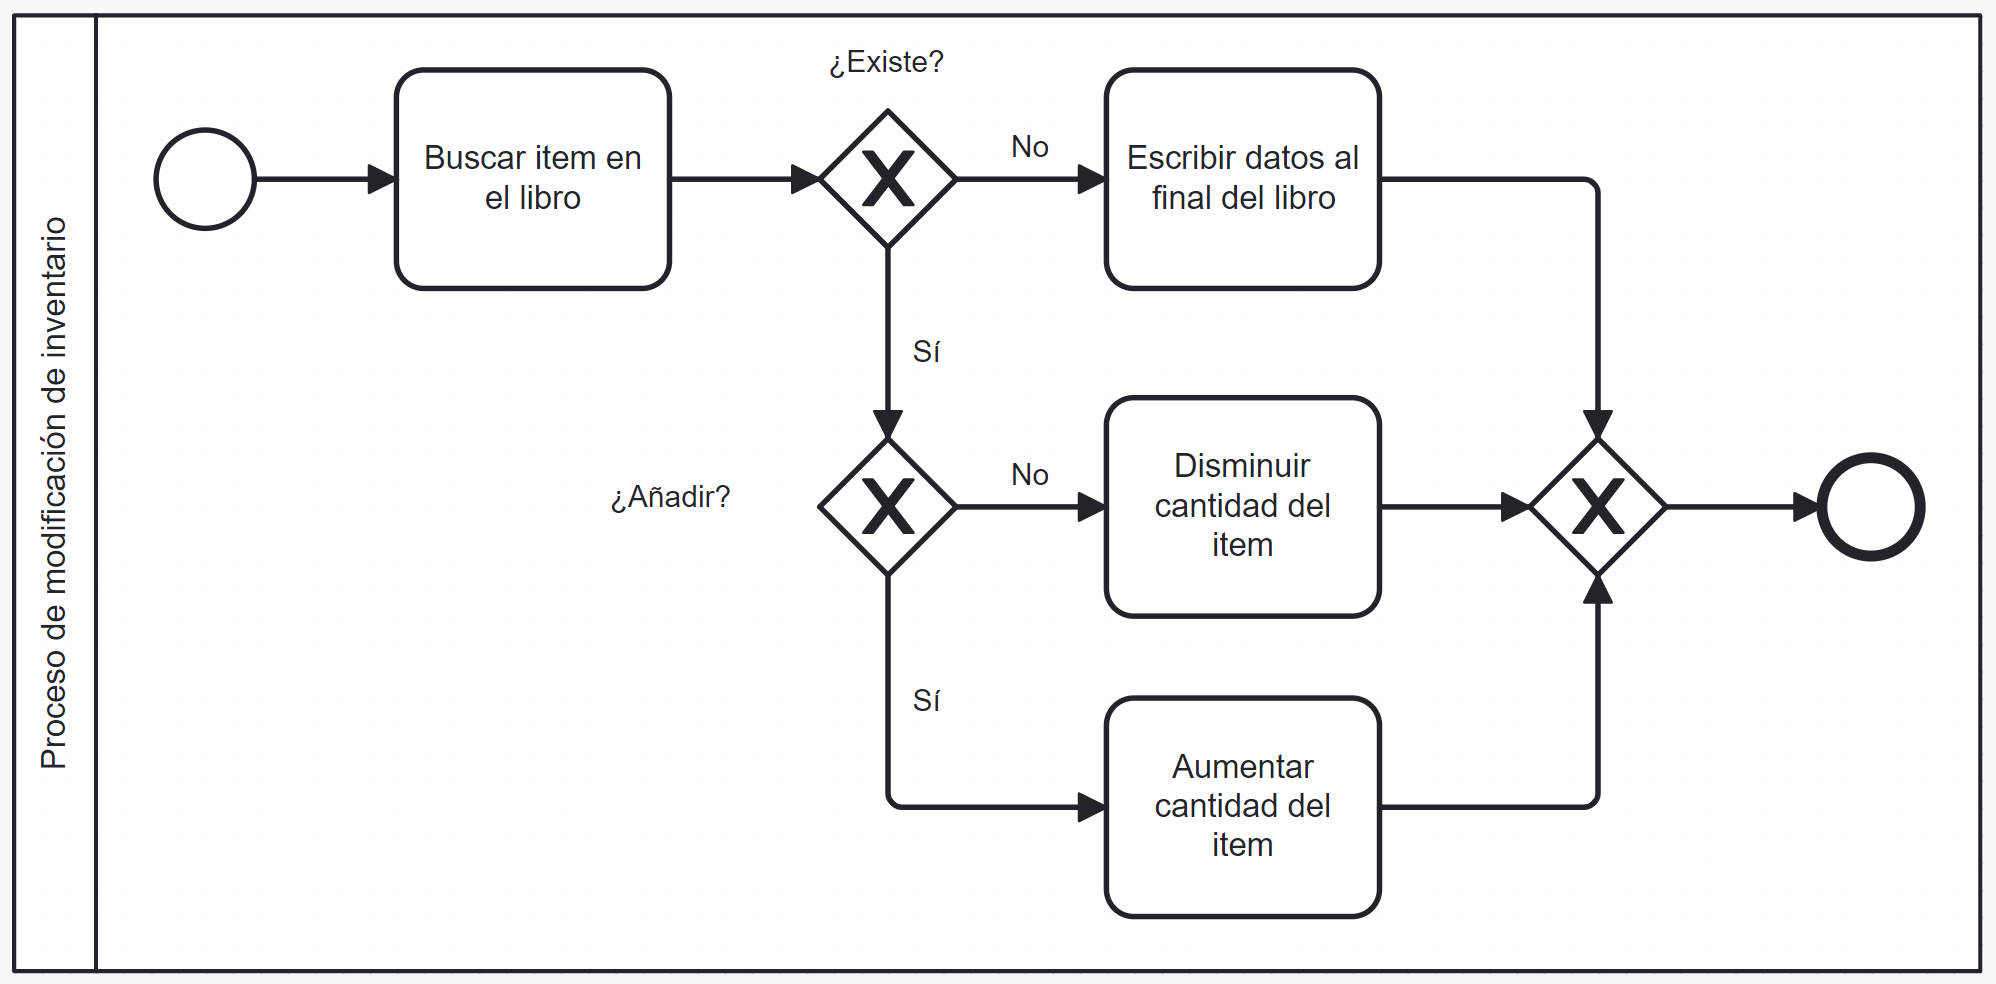 Proceso de modificación de inventario
Buscar item en
el libro
¿Existe?
No
Escribir datos al
final del libro
Sí
¿Añadir?
No
Disminuir
cantidad del
item
Sí
Aumentar
cantidad del
item